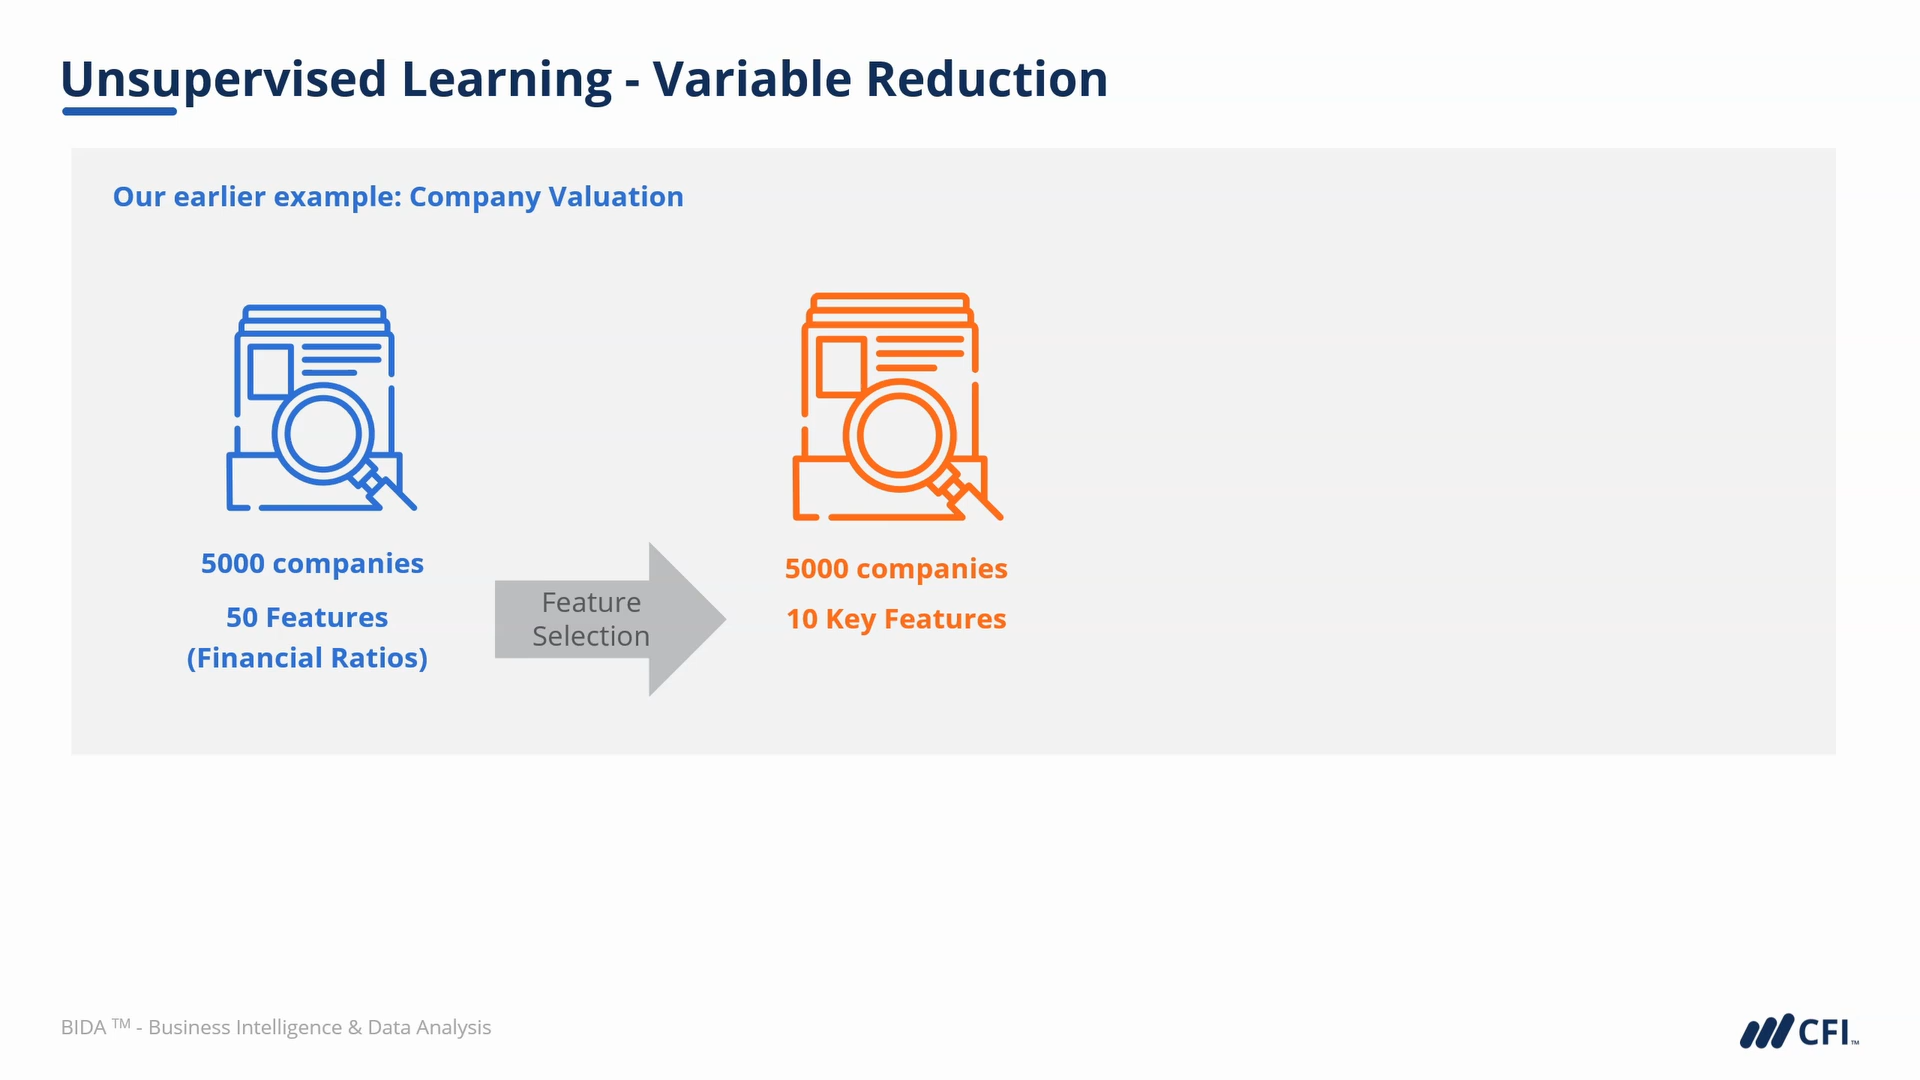 Unsupervised Learning - Variable Reduction
Our earlier example: Company Valuation
5000 companies
50 Features
(Financial Ratios)
Feature
Selection
5000 companies
10 Key Features
BIDA ™ - Business Intelligence & Data Analysis
CFI™